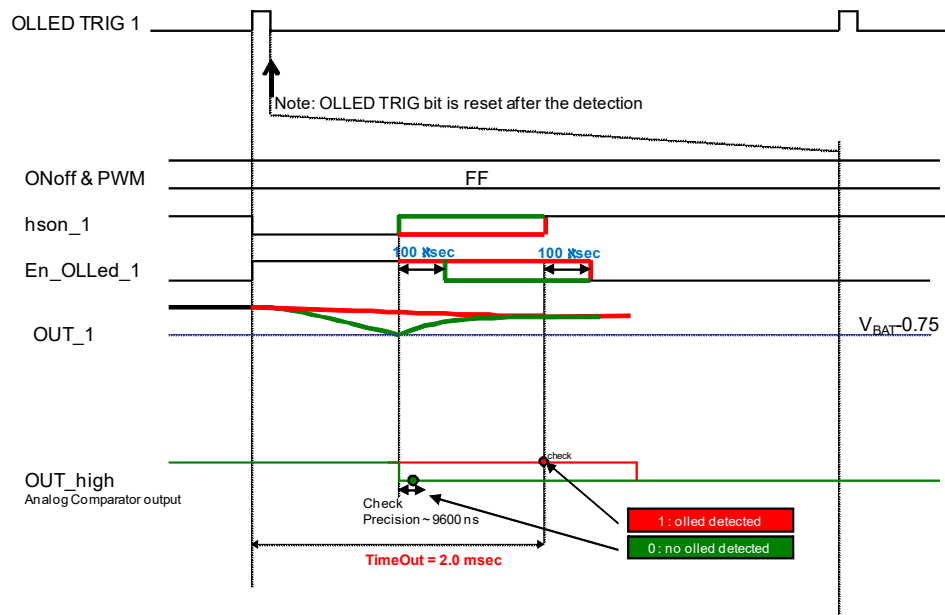 OLLED TRIG 1
Note: OLLED TRIG bit is reset after the detection
ONoff & PWM
FF
hson_1
100 sec
100 sec
En_OLLed_1
OUT_1
VBAT-0.75
check
OUT_high
Analog Comparator output
Check
Precision ~ 9600 ns
1 : olled detected
0 : no olled detected
TimeOut = 2.0 msec